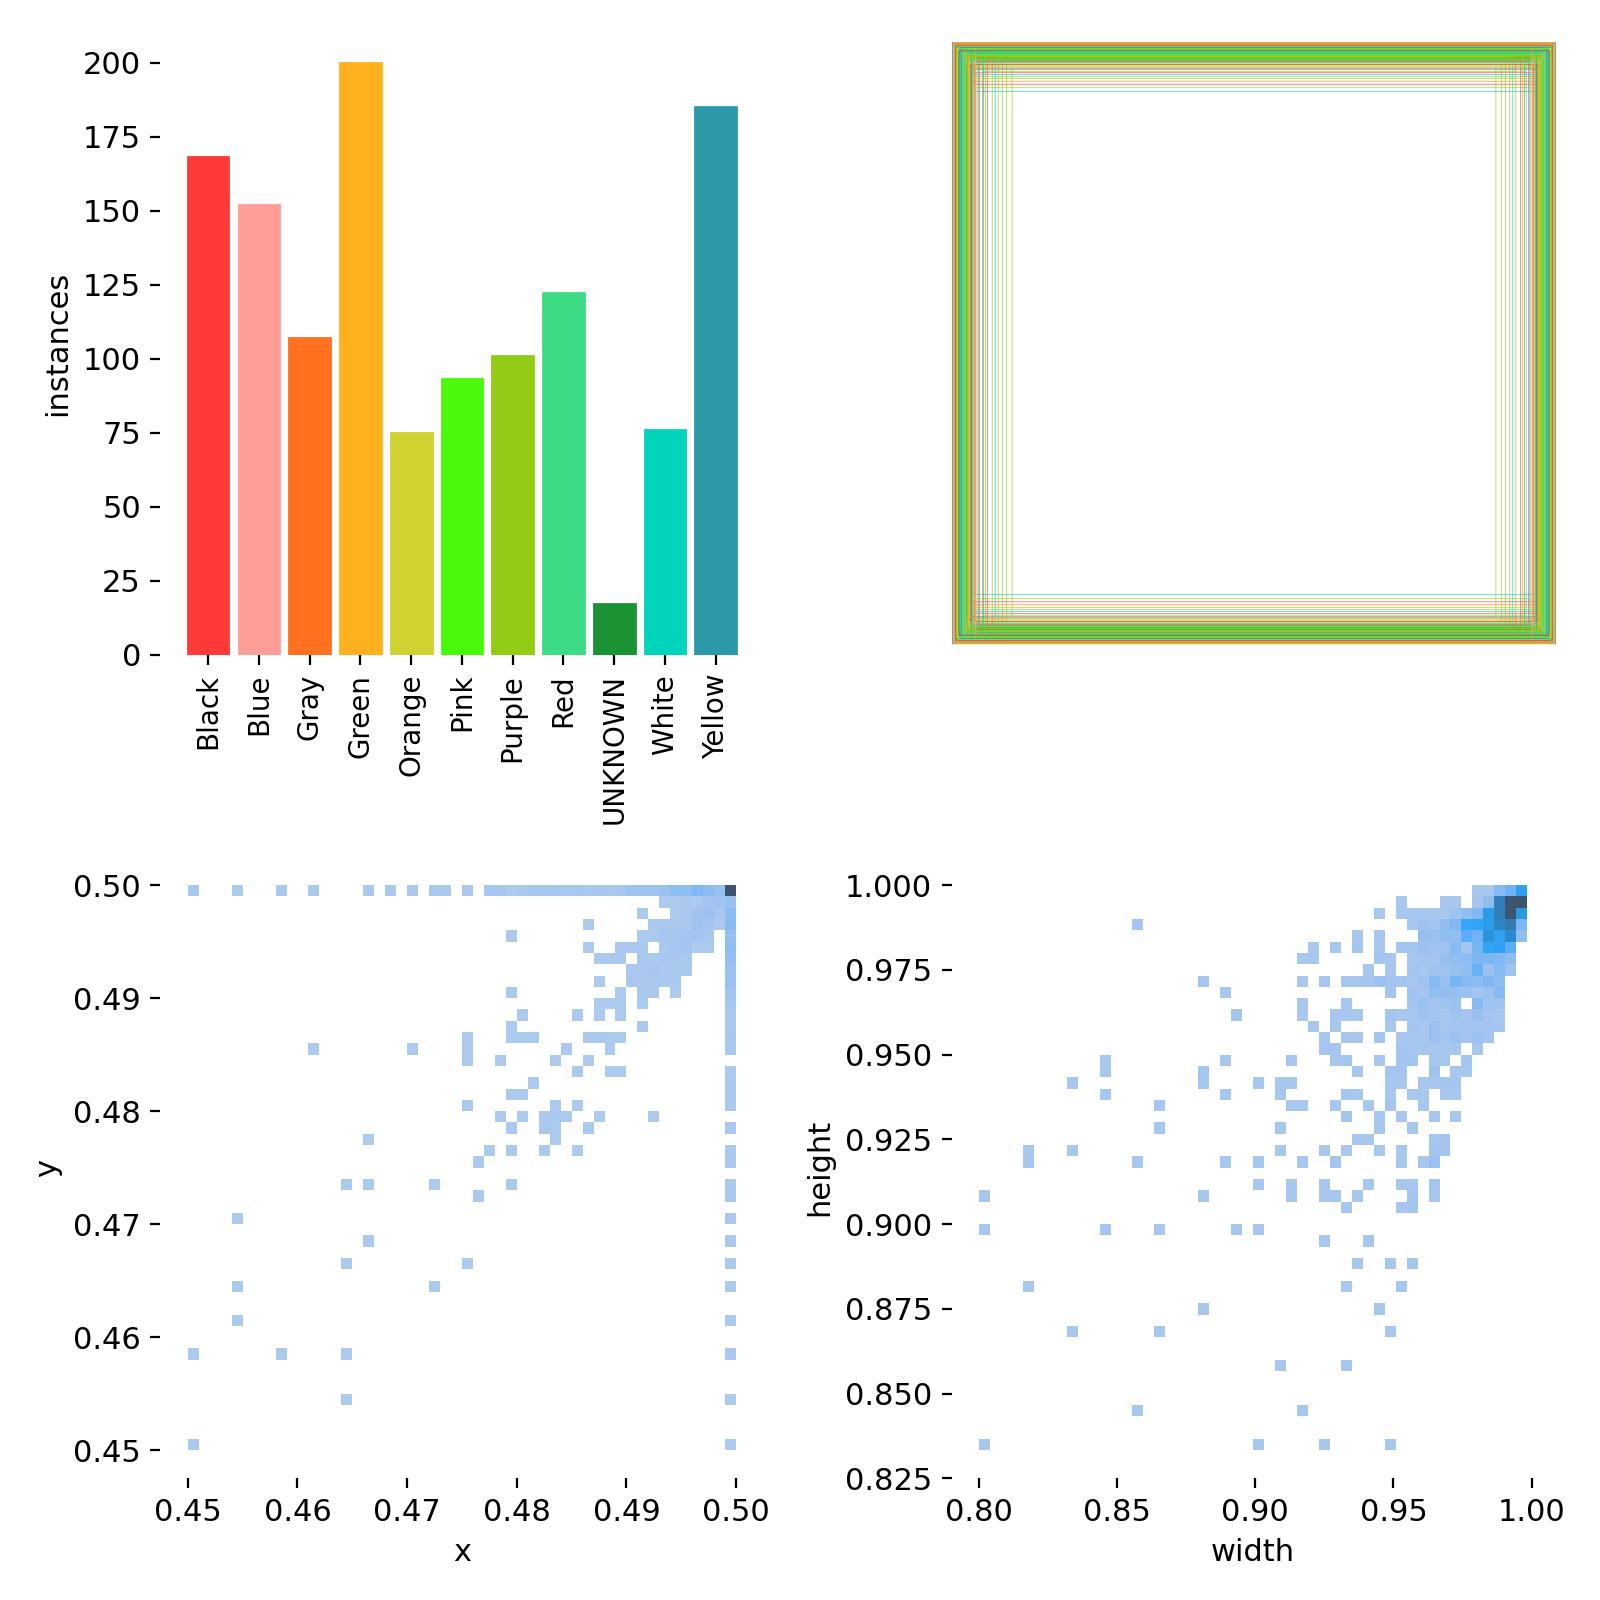 200
175
150
125
100
75
50
25
0
instances
Black
Blue
Gray
Green
Orange
Pink
Purple
Red
UNKNOWN
White
Yellow
0.50
0.49
0.48
0.47
0.46
0.45
y
0.45 0.46 0.47 0.48 0.49 0.50
x
1.000
0.975
0.950
0.925
0.900
0.875
0.850
0.825
height
0.80 0.85 0.90 0.95 1.00
width